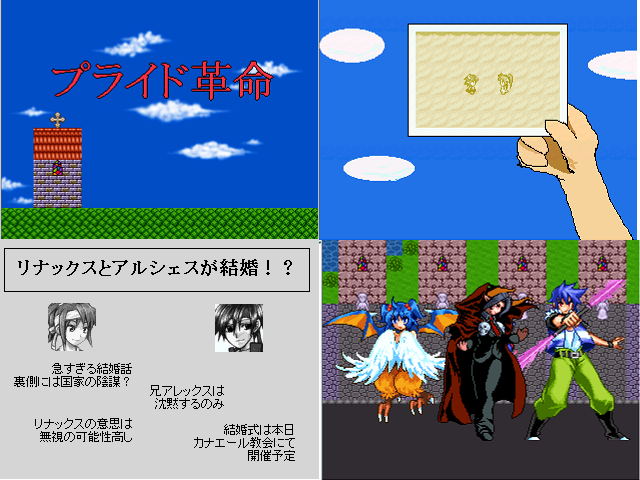 プライド革命
リナックスとアルシェスが結婚！？
急すぎる結婚話
裏側には国家の陰謀？
兄アレックスは
沈黙するのみ
リナックスの意思は
無視の可能性高し
結婚式は本日
カナエール教会にて
開催予定